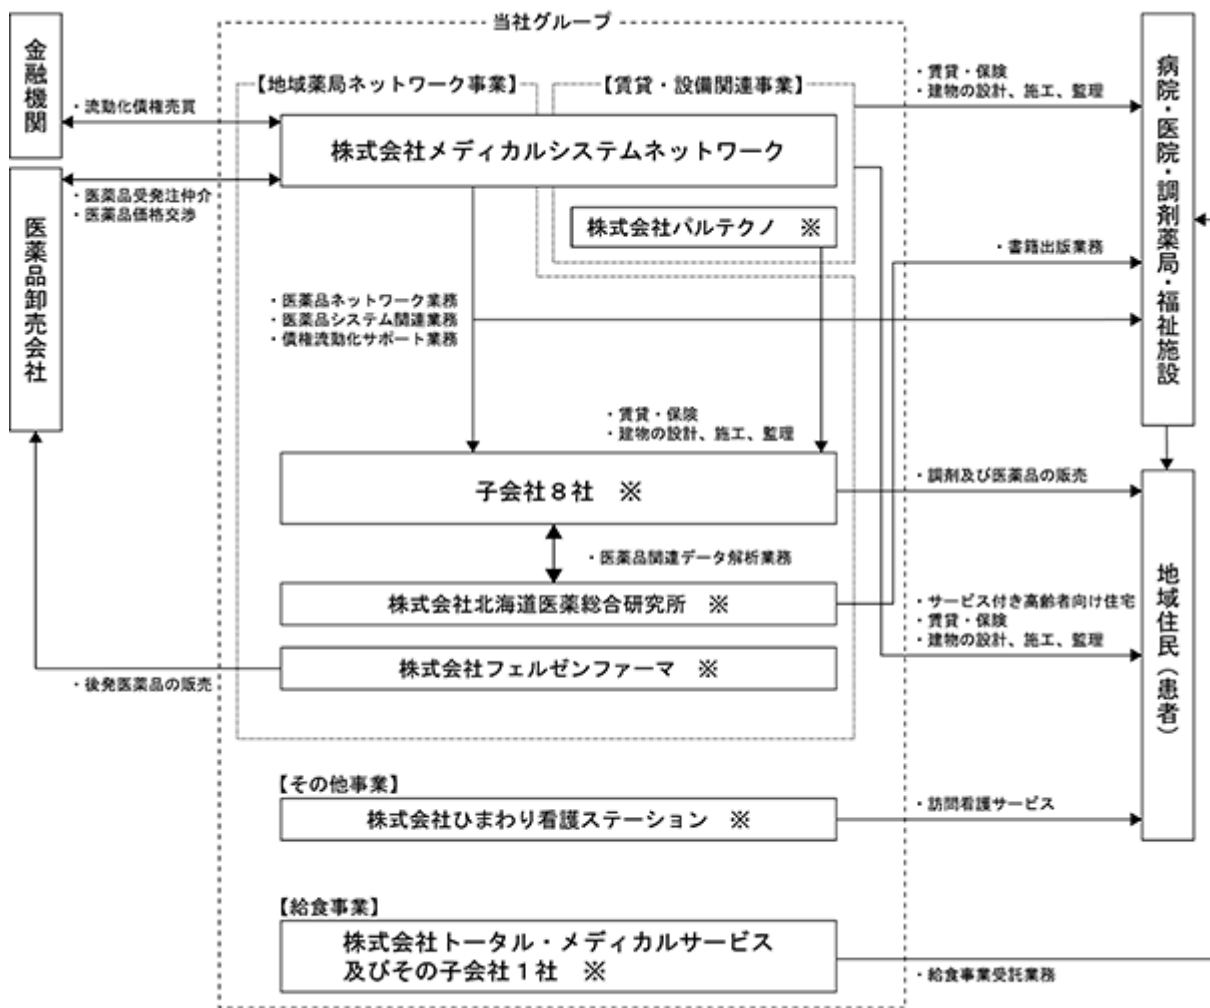 当社グループ
金融機関
・流動化債権売買
医薬品卸売会社
・医薬品受発注仲介
・医薬品価格交渉
【地域薬局ネットワーク事業】
【賃貸・設備関連事業】
株式会社メディカルシステムネットワーク
株式会社パルテクノ ※
・賃貸・保険
・建物の設計、施工、監理
病院・医院・調剤薬局・福祉施設
・書籍出版業務
・医薬品ネットワーク業務
・医薬品システム関連業務
・債権流動化サポート業務
・賃貸・保険
・建物の設計、施工、監理
子会社8社 ※
・調剤及び医薬品の販売
・医薬品関連データ解析業務
株式会社北海道医薬総合研究所 ※
・サービス付き高齢者向け住宅
・賃貸・保険
・建物の設計、施工、監理
地域住民(患者)
株式会社フェルゼンファーマ ※
・後発医薬品の販売
【その他事業】
株式会社ひまわり看護ステーション ※
・訪問看護サービス
【給食事業】
株式会社トータル・メディカルサービス
及びその子会社1社 ※
・給食事業受託業務